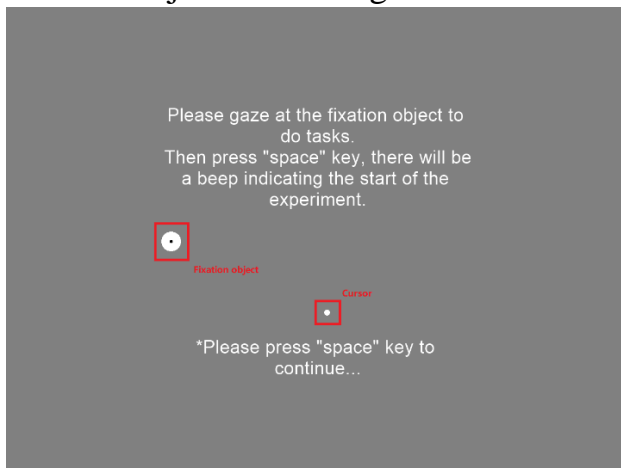 Please gaze at the fixation object to
do tasks.
Then press "space" key, there will be
a beep indicating the start of the
experiment.
Fixation object
Cursor
*Please press "space" key to
continue...